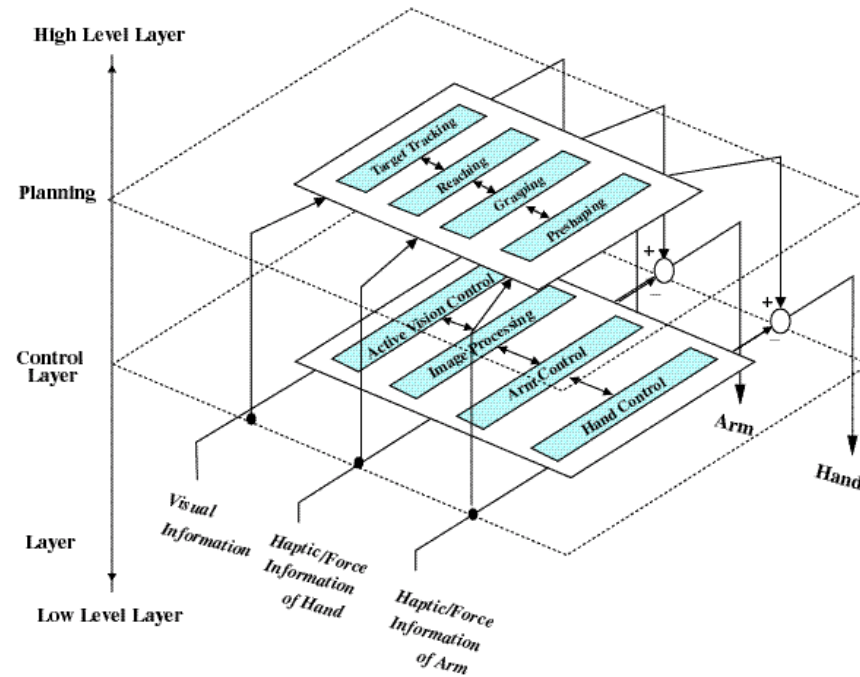 High Level Layer
Planning
Control
Layer
Layer
Low Level Layer
Target Tracking
Reaching
Grasping
Preshaping
Active Vision Control
Image Processing
Arm Control
Hand Control
+
−
+
−
Arm
Hand
Visual
Information
Haptic/Force
Information
of Hand
Haptic/Force
Information
of Arm